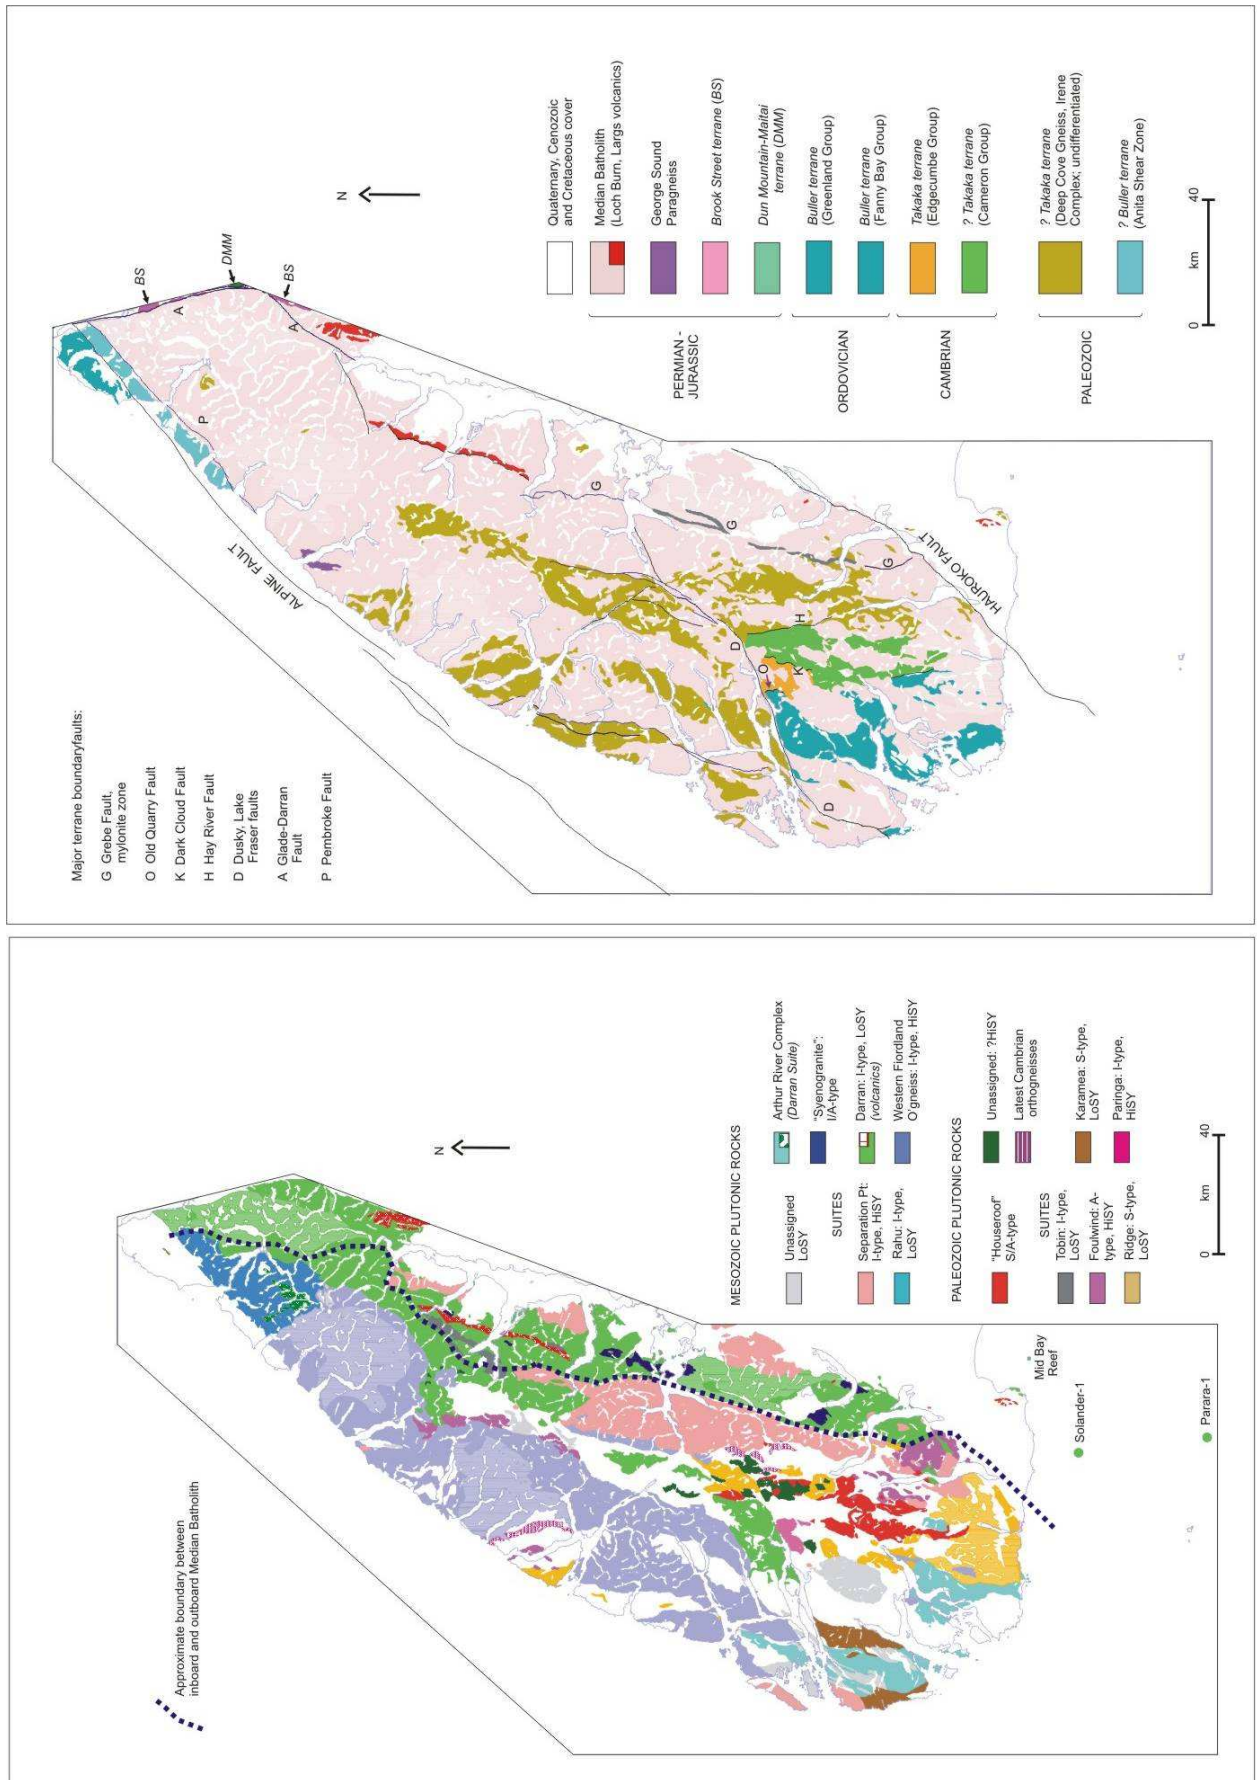 Major terrane boundaryfaults:
G Grebe Fault,
mylonite zone
O Old Quarry Fault
K Dark Cloud Fault
H Hay River Fault
D Dusky, Lake
Fraser faults
A Glade-Darran
Fault
P Pembroke Fault
ALPINE FAULT
HAUROKO FAULT
BS
DMM
BS
A
A
P
G
G
G
H
D
O
K
D
N
Quaternary, Cenozoic
and Cretaceous cover
Median Batholith
(Loch Burn, Largs volcanics)
George Sound
Paragneiss
Brook Street terrane (BS)
Dun Mountain-Maitai
terrane (DMM)
Buller terrane
(Greenland Group)
Buller terrane
(Fanny Bay Group)
Takaka terrane
(Edgecumbe Group)
? Takaka terrane
(Cameron Group)
? Takaka terrane
(Deep Cove Gneiss, Irene
Complex; undifferentiated)
? Buller terrane
(Anita Shear Zone)
PERMIAN -
JURASSIC
ORDOVICIAN
CAMBRIAN
PALEOZOIC
0
km
40
Approximate boundary between
inboard and outboard Median Batholith
N
MESOZOIC PLUTONIC ROCKS
Unassigned
LoSY
SUITES
Separation Pt:
I-type, HiSY
Rahu: I-type,
LoSY
Arthur River Complex
(Darran Suite)
"Syenogranite":
I/A-type
Darran: I-type, LoSY
(volcanics)
Western Fiordland
O'gneiss: I-type, HiSY
PALEOZOIC PLUTONIC ROCKS
"Houseroof"
S/A-type
SUITES
Tobin: I-type,
LoSY
Foulwind: A-
type, HiSY
Ridge: S-type,
LoSY
Unassigned: ?HiSY
Latest Cambrian
orthogneisses
Karamea: S-type,
LoSY
Paringa: I-type,
HiSY
0
km
40
Mid Bay
Reef
Solander-1
Parara-1